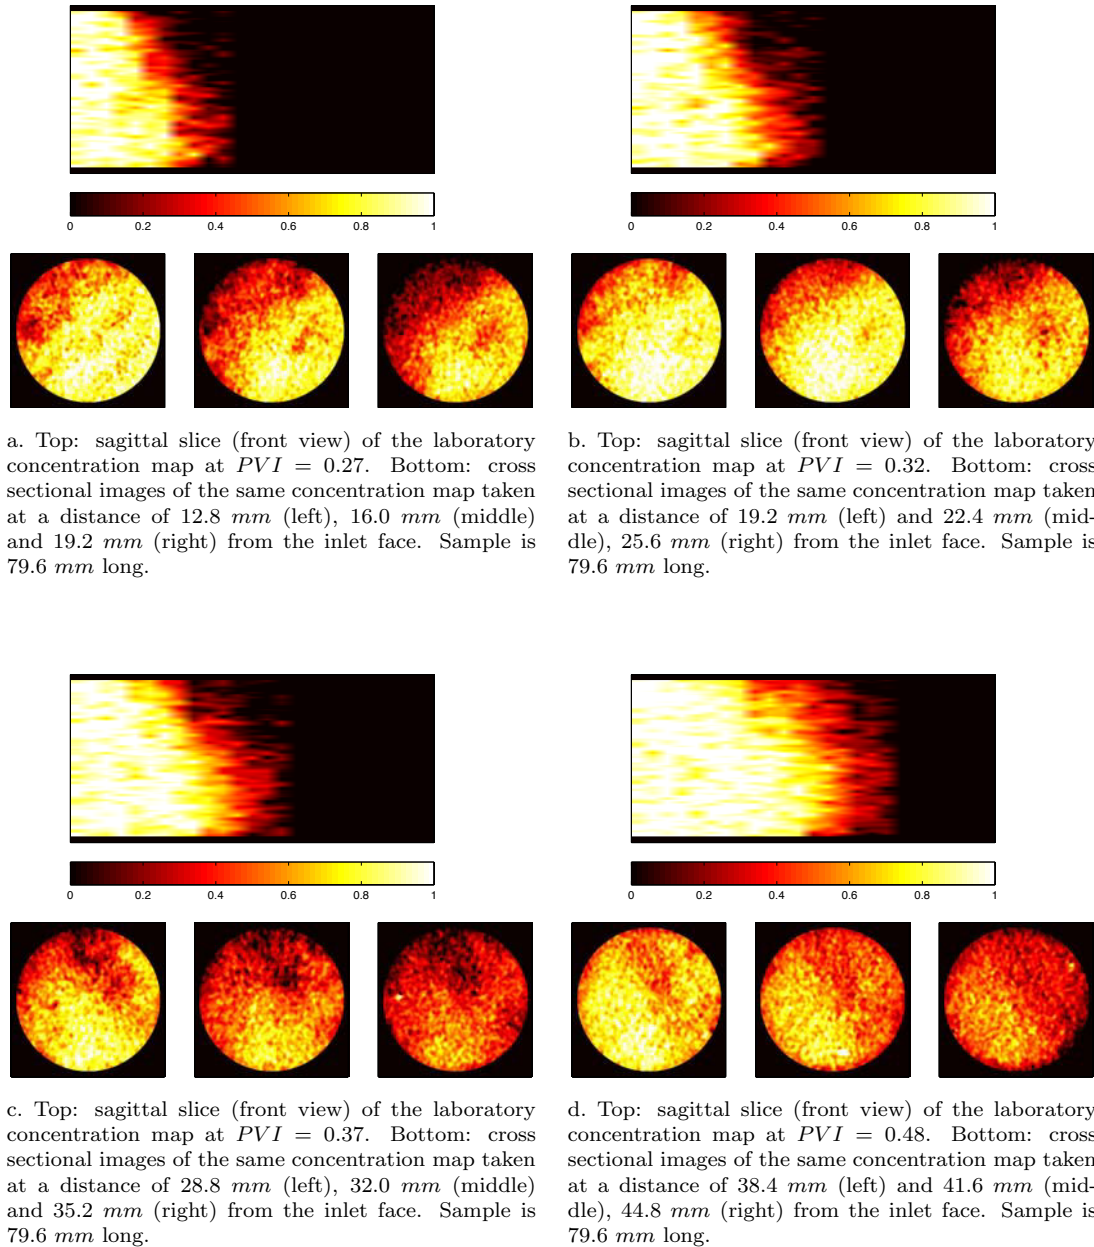 0 0.2 0.4 0.6 0.8 1
0 0.2 0.4 0.6 0.8 1
a. Top: sagittal slice (front view) of the laboratory
concentration map at PVI = 0.27. Bottom: cross
sectional images of the same concentration map taken
at a distance of 12.8 mm (left), 16.0 mm (middle)
and 19.2 mm (right) from the inlet face. Sample is
79.6 mm long.
b. Top: sagittal slice (front view) of the laboratory
concentration map at PVI = 0.32. Bottom: cross
sectional images of the same concentration map taken
at a distance of 19.2 mm (left) and 22.4 mm (mid-
dle), 25.6 mm (right) from the inlet face. Sample is
79.6 mm long.
0 0.2 0.4 0.6 0.8 1
0 0.2 0.4 0.6 0.8 1
c. Top: sagittal slice (front view) of the laboratory
concentration map at PVI = 0.37. Bottom: cross
sectional images of the same concentration map taken
at a distance of 28.8 mm (left), 32.0 mm (middle)
and 35.2 mm (right) from the inlet face. Sample is
79.6 mm long.
d. Top: sagittal slice (front view) of the laboratory
concentration map at PVI = 0.48. Bottom: cross
sectional images of the same concentration map taken
at a distance of 38.4 mm (left) and 41.6 mm (mid-
dle), 44.8 mm (right) from the inlet face. Sample is
79.6 mm long.